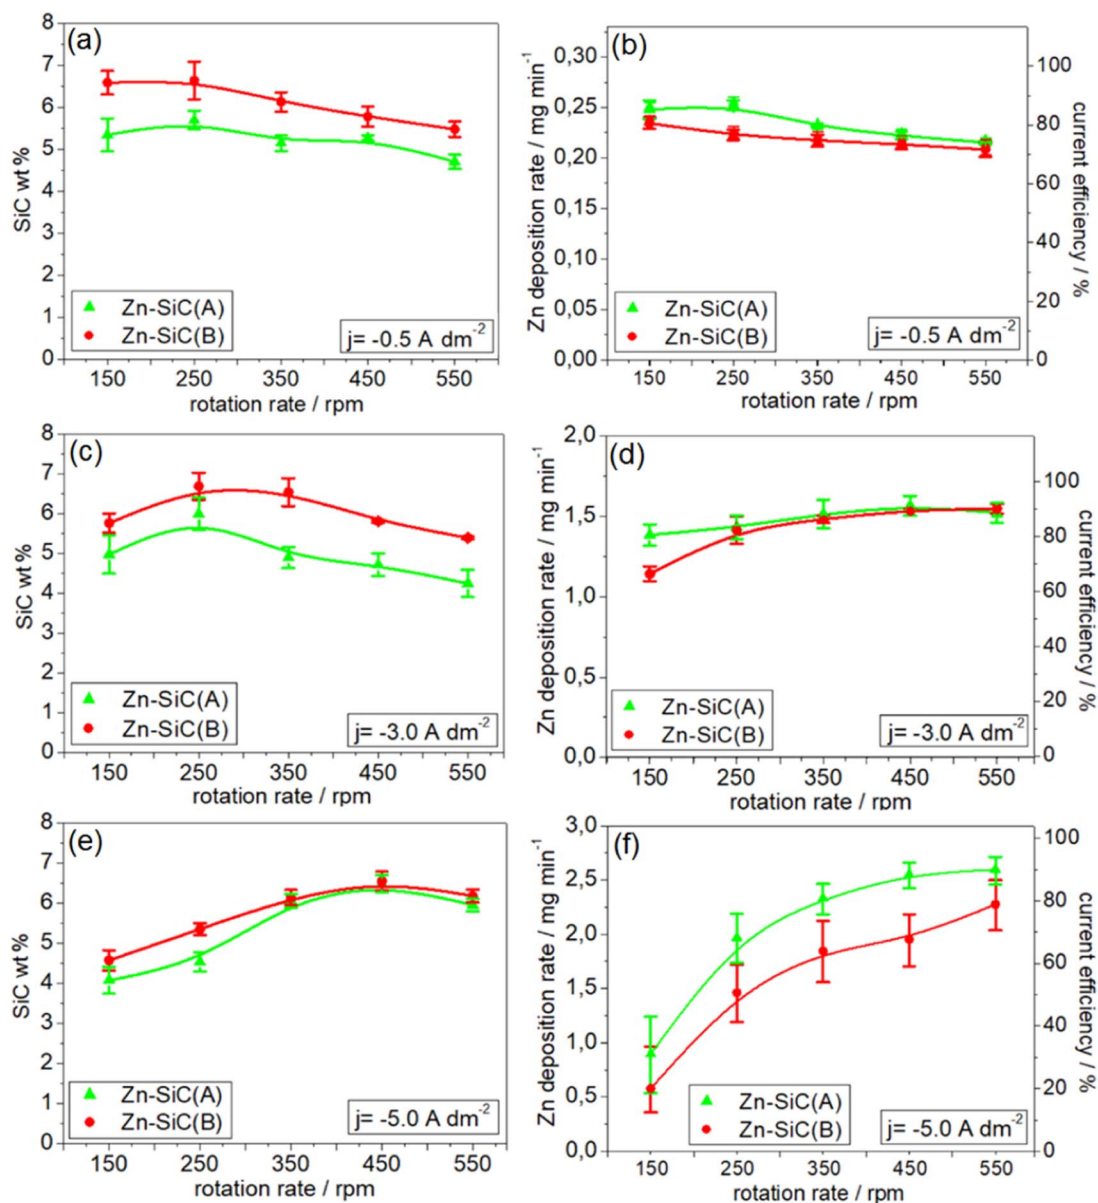 (a)
SiC wt %
8
7
6
5
4
3
2
1
0
Zn-SiC(A)
Zn-SiC(B)
j= -0.5 A dm⁻²
150 250 350 450 550
rotation rate / rpm
(b)
Zn deposition rate / mg min⁻¹
0,30
0,25
0,20
0,15
0,10
0,05
0,00
Zn-SiC(A)
Zn-SiC(B)
j= -0.5 A dm⁻²
100
80
60
40
20
0
current efficiency / %
150 250 350 450 550
rotation rate / rpm
(c)
SiC wt %
8
7
6
5
4
3
2
1
0
Zn-SiC(A)
Zn-SiC(B)
j= -3.0 A dm⁻²
150 250 350 450 550
rotation rate / rpm
(d)
Zn deposition rate / mg min⁻¹
2,0
1,5
1,0
0,5
0,0
Zn-SiC(A)
Zn-SiC(B)
j= -3.0 A dm⁻²
100
80
60
40
20
0
current efficiency / %
150 250 350 450 550
rotation rate / rpm
(e)
SiC wt %
8
7
6
5
4
3
2
1
0
Zn-SiC(A)
Zn-SiC(B)
j= -5.0 A dm⁻²
150 250 350 450 550
rotation rate / rpm
(f)
Zn deposition rate / mg min⁻¹
3,0
2,5
2,0
1,5
1,0
0,5
0,0
Zn-SiC(A)
Zn-SiC(B)
j= -5.0 A dm⁻²
100
80
60
40
20
0
current efficiency / %
150 250 350 450 550
rotation rate / rpm